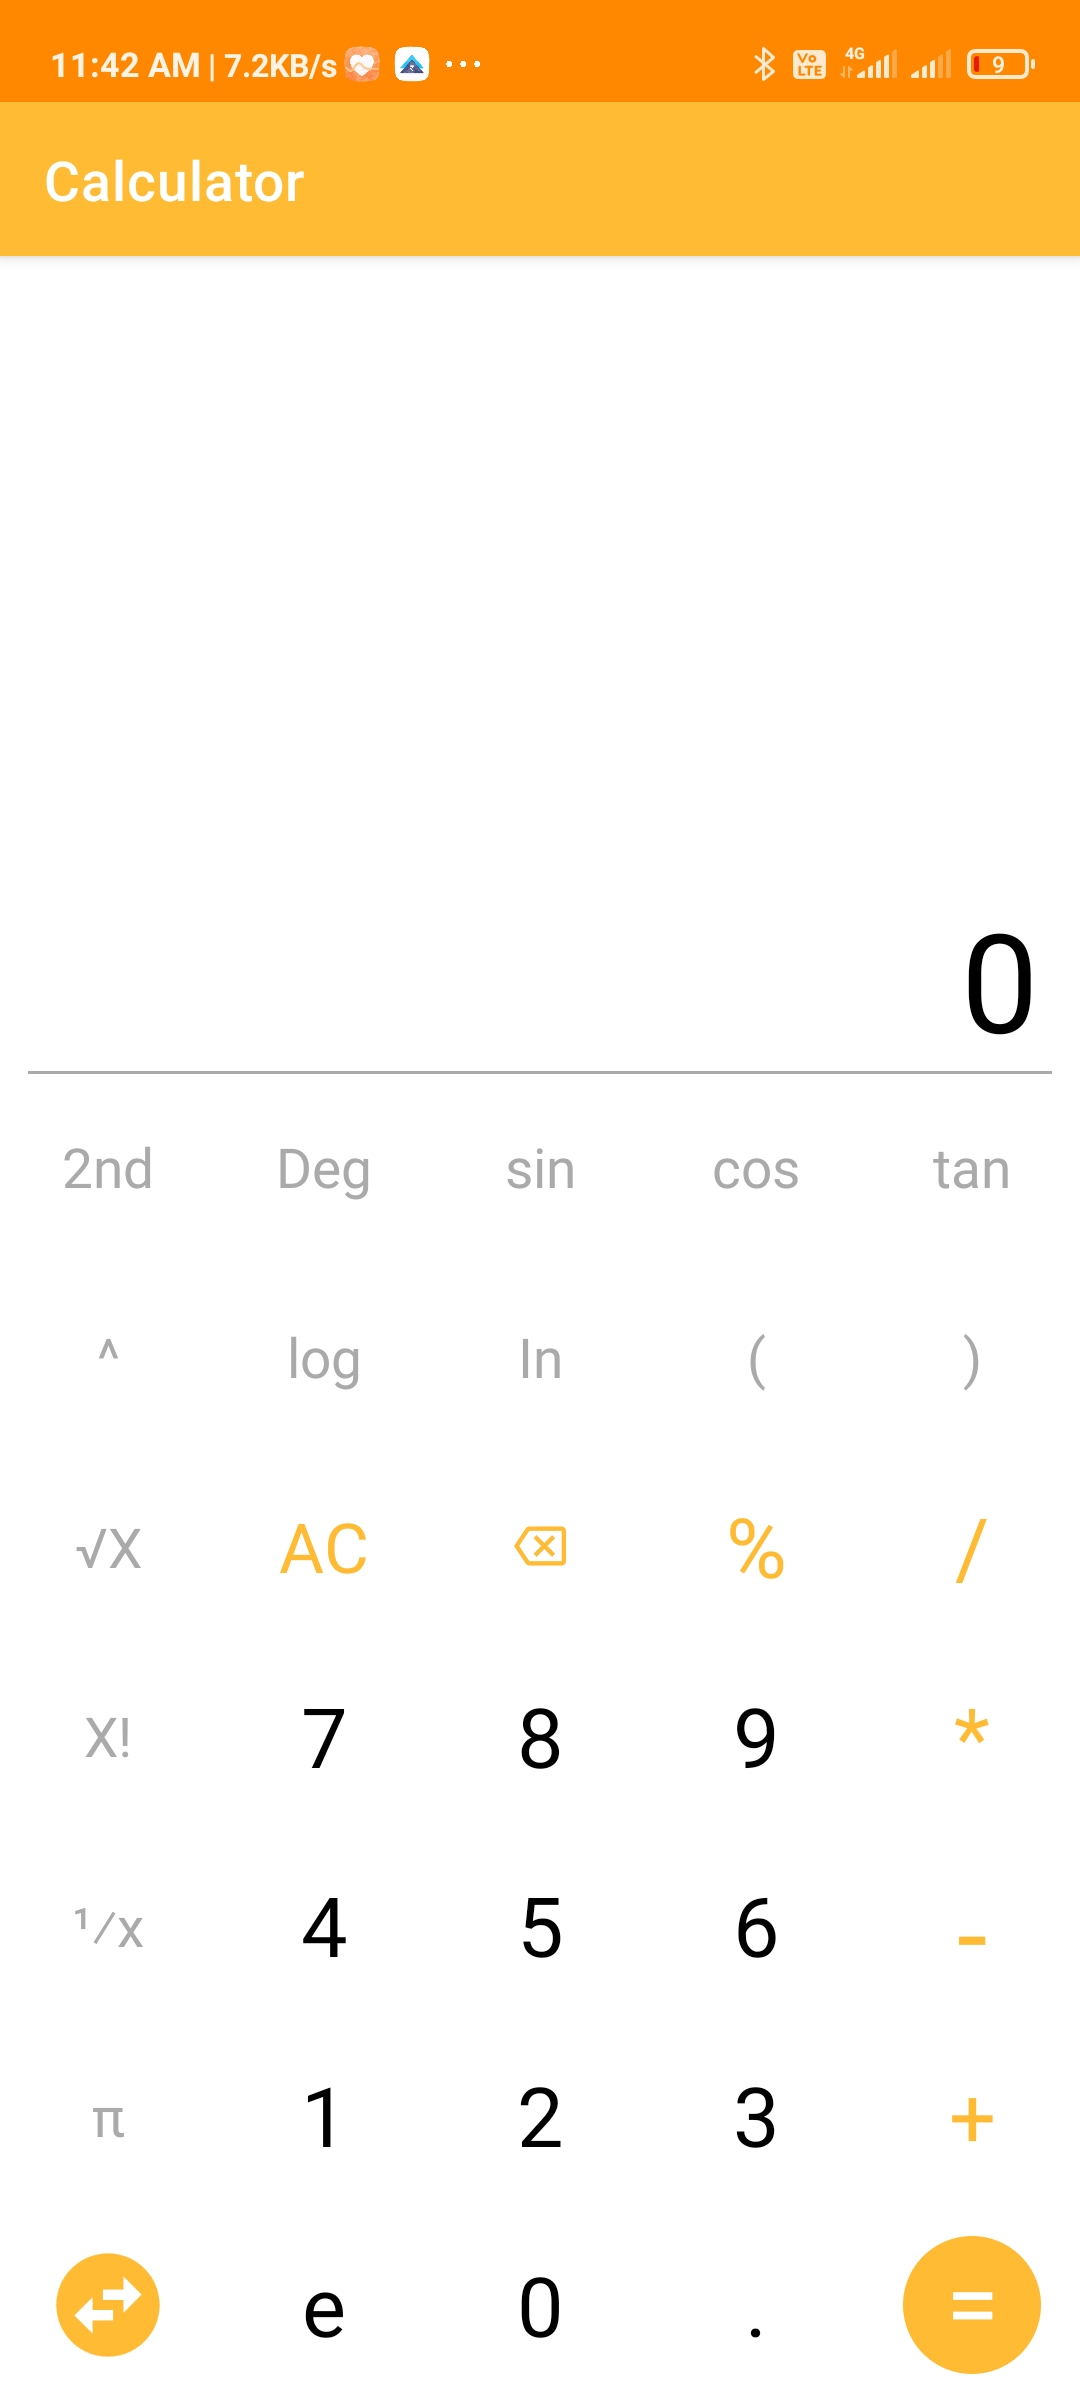 11:42 AM | 7.2KB/s ... Vo LTE 4G 9
Calculator
0
2nd Deg sin cos tan
^ log In ( )
√X AC % /
X! 7 8 9 *
¹/x 4 5 6 -
π 1 2 3 +
e 0 . =